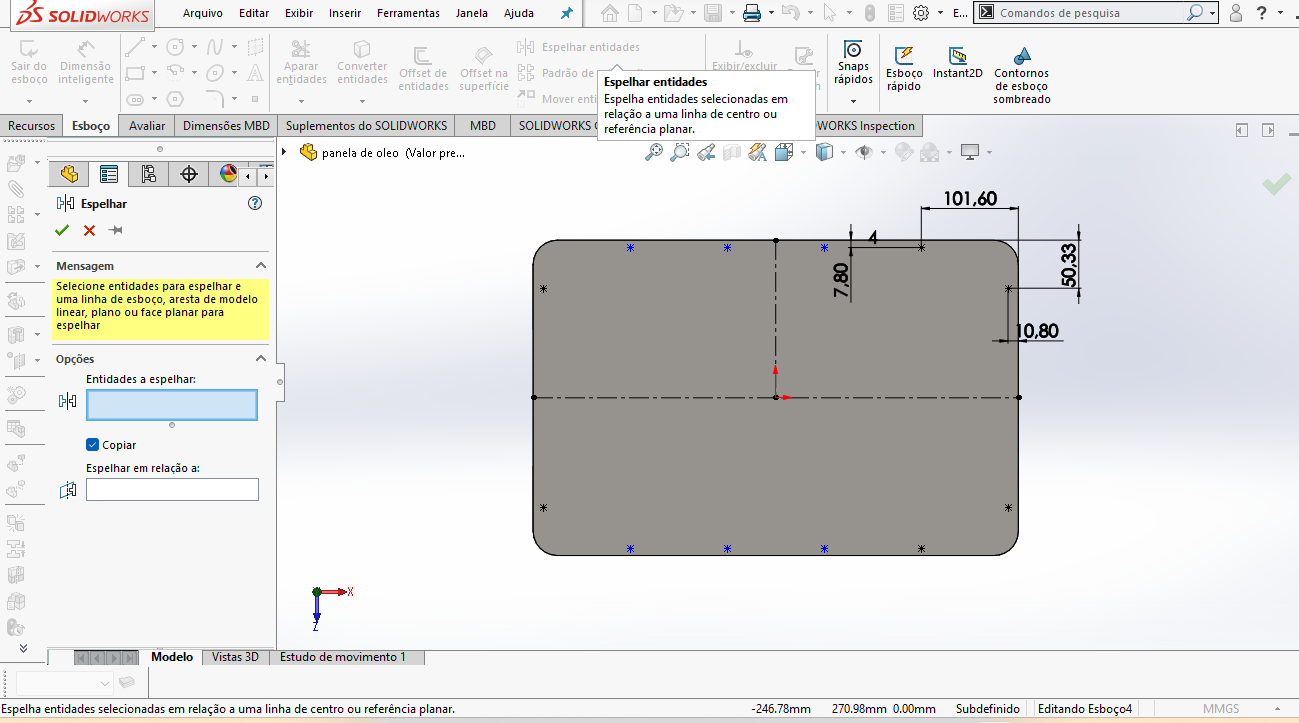 SOLIDWORKS
Arquivo Editar Exibir Inserir Ferramentas Janela Ajuda
E...
Comandos de pesquisa
?
Sair do esboço
Dimensão inteligente
Aparar entidades
Converter entidades
Offset de entidades
Offset na superfície
Espelhar entidades
Padrão de
Mover enti
Exibir/excluir
Snaps rápidos
Esboço rápido
Instant2D
Contornos de esboço sombreado
Espelhar entidades
Espelha entidades selecionadas em
relação a uma linha de centro ou
referência planar.
Recursos Esboço Avaliar Dimensões MBD Suplementos do SOLIDWORKS MBD SOLIDWORKS C WORKS Inspection
panela de oleo (Valor pre...
Espelhar
?
Mensagem
Selecione entidades para espelhar e
uma linha de esboço, aresta de modelo
linear, plano ou face planar para
espelhar
Opções
Entidades a espelhar:
Copiar
Espelhar em relação a:
101,60
4
7,80
50,33
10,80
X
Z
Modelo Vistas 3D Estudo de movimento 1
Espelha entidades selecionadas em relação a uma linha de centro ou referência planar.
-246.78mm 270.98mm 0.00mm Subdefinido Editando Esboço4 MMGS